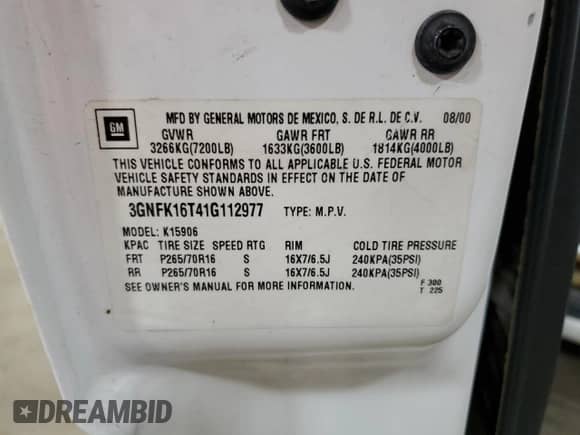 GM
MFD BY GENERAL MOTORS DE MEXICO, S. DE R.L. DE C.V. 08/00
GVWR GAWR FRT GAWR RR
3266KG(7200LB) 1633KG(3600LB) 1814KG(4000LB)
THIS VEHICLE CONFORMS TO ALL APPLICABLE U.S. FEDERAL MOTOR
VEHICLE SAFETY STANDARDS IN EFFECT ON THE DATE OF
MANUFACTURE SHOWN ABOVE.
3GNFK16T41G112977 TYPE: M.P.V.
MODEL: K15906
KPAC TIRE SIZE SPEED RTG RIM COLD TIRE PRESSURE
FRT P265/70R16 S 16X7/6.5J 240KPA(35PSI)
RR P265/70R16 S 16X7/6.5J 240KPA(35PSI)
SEE OWNER'S MANUAL FOR MORE INFORMATION.
F 300
T 225
DREAMBID